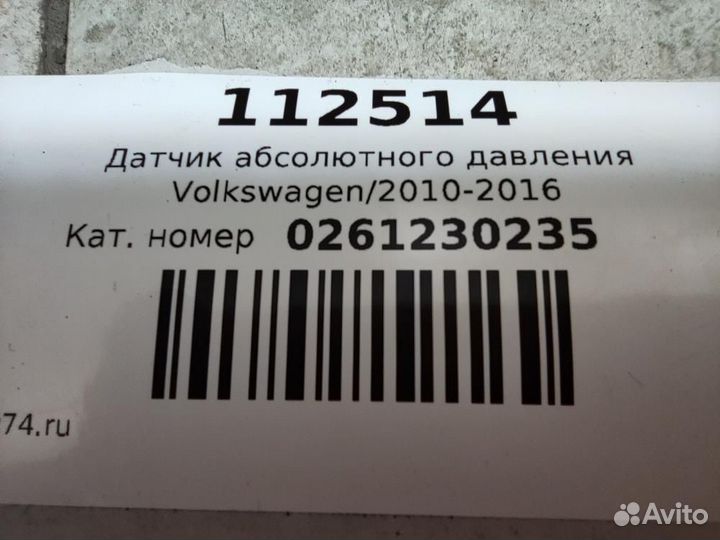 112514
Датчик абсолютного давления
Volkswagen/2010-2016
Кат. номер 0261230235
74.ru
Avito